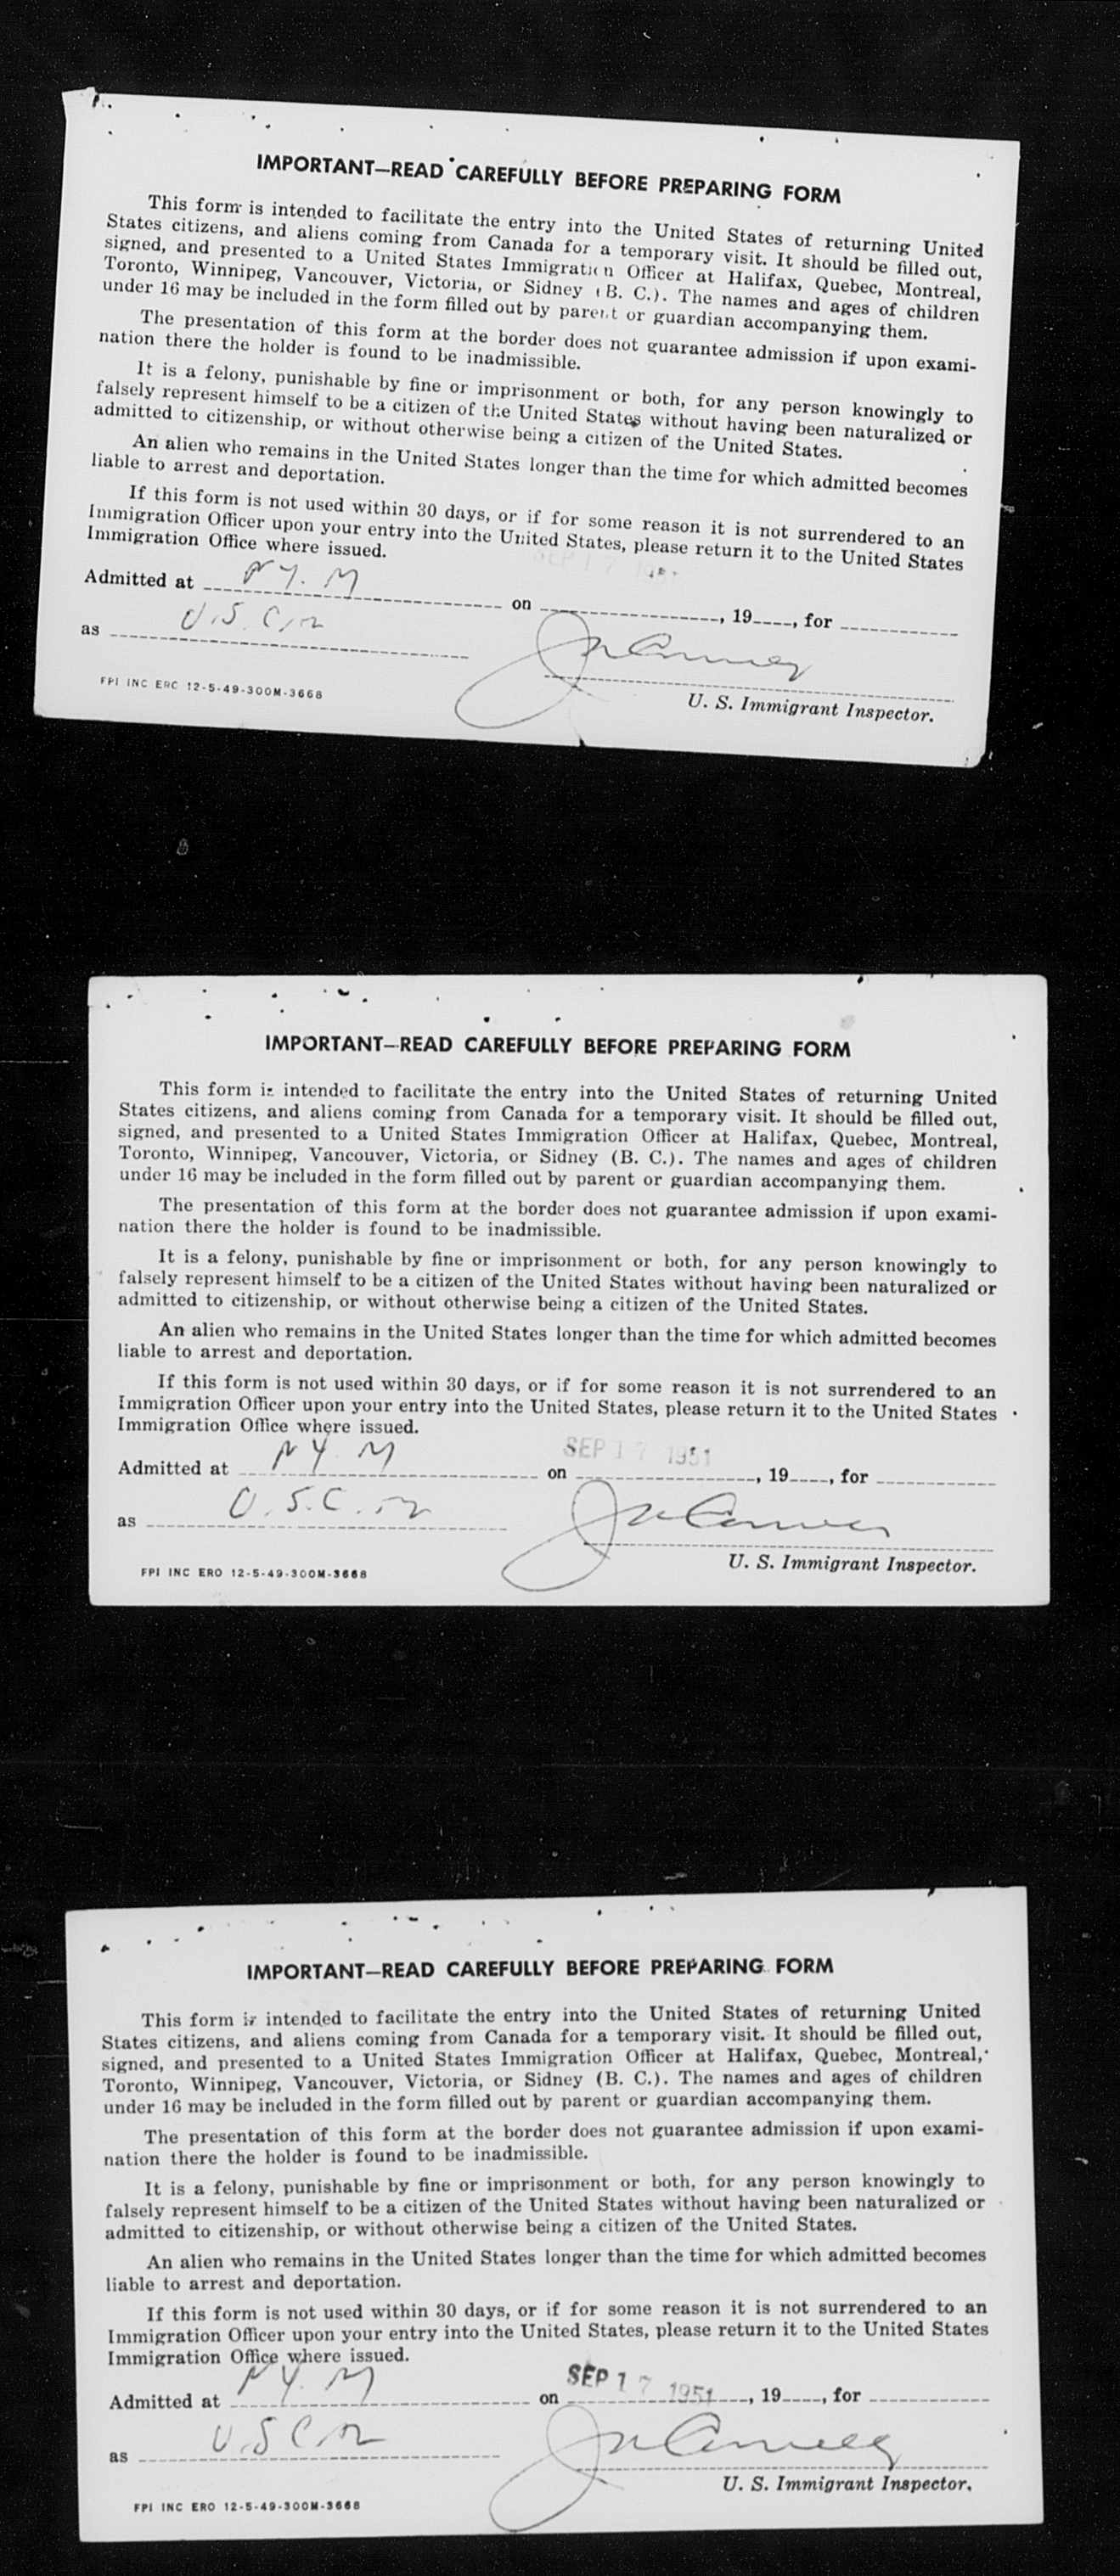 IMPORTANT—READ CAREFULLY BEFORE PREPARING FORM
This form is intended to facilitate the entry into the United States of returning United
States citizens, and aliens coming from Canada for a temporary visit. It should be filled out,
signed, and presented to a United States Immigration Officer at Halifax, Quebec, Montreal,
Toronto, Winnipeg, Vancouver, Victoria, or Sidney (B. C.). The names and ages of children
under 16 may be included in the form filled out by parent or guardian accompanying them.
The presentation of this form at the border does not guarantee admission if upon exami-
nation there the holder is found to be inadmissible.
It is a felony, punishable by fine or imprisonment or both, for any person knowingly to
falsely represent himself to be a citizen of the United States without having been naturalized or
admitted to citizenship, or without otherwise being a citizen of the United States.
An alien who remains in the United States longer than the time for which admitted becomes
liable to arrest and deportation.
If this form is not used within 30 days, or if for some reason it is not surrendered to an
Immigration Officer upon your entry into the United States, please return it to the United States
Immigration Office where issued.
Admitted at N.Y. M on SEP 17, 19, for
as U.S.C.
U. S. Immigrant Inspector.
FPI INC ERO 12-5-49-300M-3668
IMPORTANT—READ CAREFULLY BEFORE PREPARING FORM
This form is intended to facilitate the entry into the United States of returning United
States citizens, and aliens coming from Canada for a temporary visit. It should be filled out,
signed, and presented to a United States Immigration Officer at Halifax, Quebec, Montreal,
Toronto, Winnipeg, Vancouver, Victoria, or Sidney (B. C.). The names and ages of children
under 16 may be included in the form filled out by parent or guardian accompanying them.
The presentation of this form at the border does not guarantee admission if upon exami-
nation there the holder is found to be inadmissible.
It is a felony, punishable by fine or imprisonment or both, for any person knowingly to
falsely represent himself to be a citizen of the United States without having been naturalized or
admitted to citizenship, or without otherwise being a citizen of the United States.
An alien who remains in the United States longer than the time for which admitted becomes
liable to arrest and deportation.
If this form is not used within 30 days, or if for some reason it is not surrendered to an
Immigration Officer upon your entry into the United States, please return it to the United States
Immigration Office where issued.
Admitted at N Y. M on SEP 17 1951, 19, for
as U.S.C.
U. S. Immigrant Inspector.
FPI INC ERO 12-5-49-300M-3668
IMPORTANT—READ CAREFULLY BEFORE PREPARING FORM
This form is intended to facilitate the entry into the United States of returning United
States citizens, and aliens coming from Canada for a temporary visit. It should be filled out,
signed, and presented to a United States Immigration Officer at Halifax, Quebec, Montreal,
Toronto, Winnipeg, Vancouver, Victoria, or Sidney (B. C.). The names and ages of children
under 16 may be included in the form filled out by parent or guardian accompanying them.
The presentation of this form at the border does not guarantee admission if upon exami-
nation there the holder is found to be inadmissible.
It is a felony, punishable by fine or imprisonment or both, for any person knowingly to
falsely represent himself to be a citizen of the United States without having been naturalized or
admitted to citizenship, or without otherwise being a citizen of the United States.
An alien who remains in the United States longer than the time for which admitted becomes
liable to arrest and deportation.
If this form is not used within 30 days, or if for some reason it is not surrendered to an
Immigration Officer upon your entry into the United States, please return it to the United States
Immigration Office where issued.
Admitted at N Y. M on SEP 17 1951, 19, for
as U.S.C.
U. S. Immigrant Inspector.
FPI INC ERO 12-5-49-300M-3668